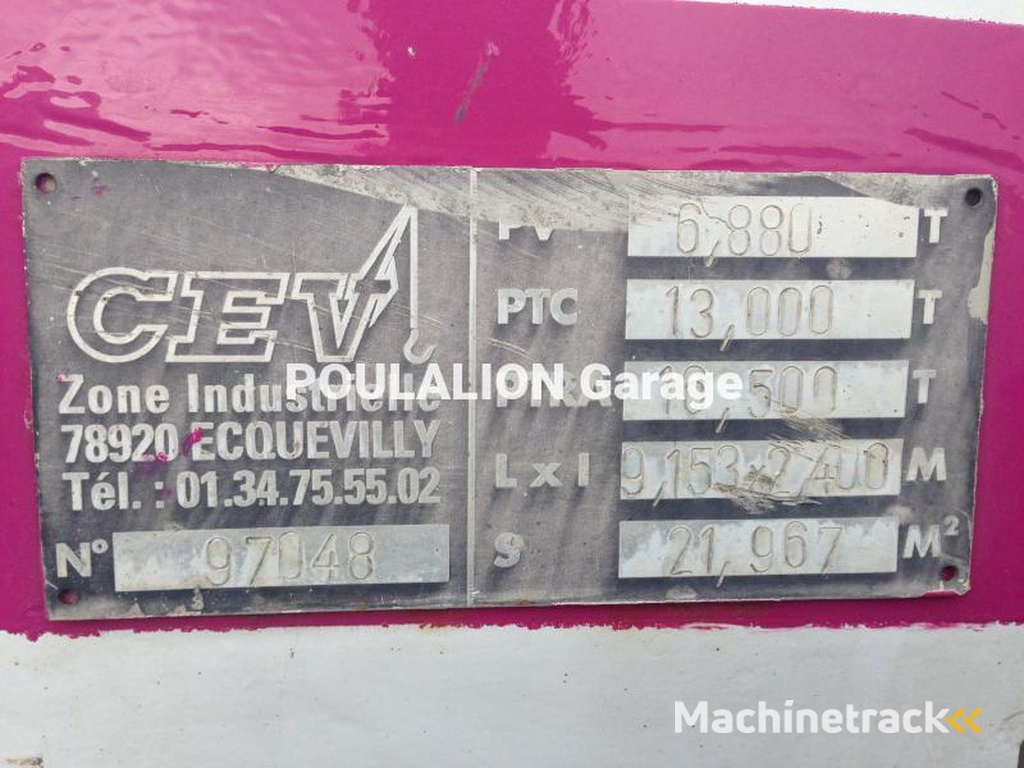 CEV
Zone Industrielle
78920 ECQUEVILLY
Tél. : 01.34.75.55.02
N° 97048
PV 6,880 T
PTC 13,000 T
500 T
L x l 9,153 x 2,400 M
S 21,967 M²
POULALION Garage
Machinetrack